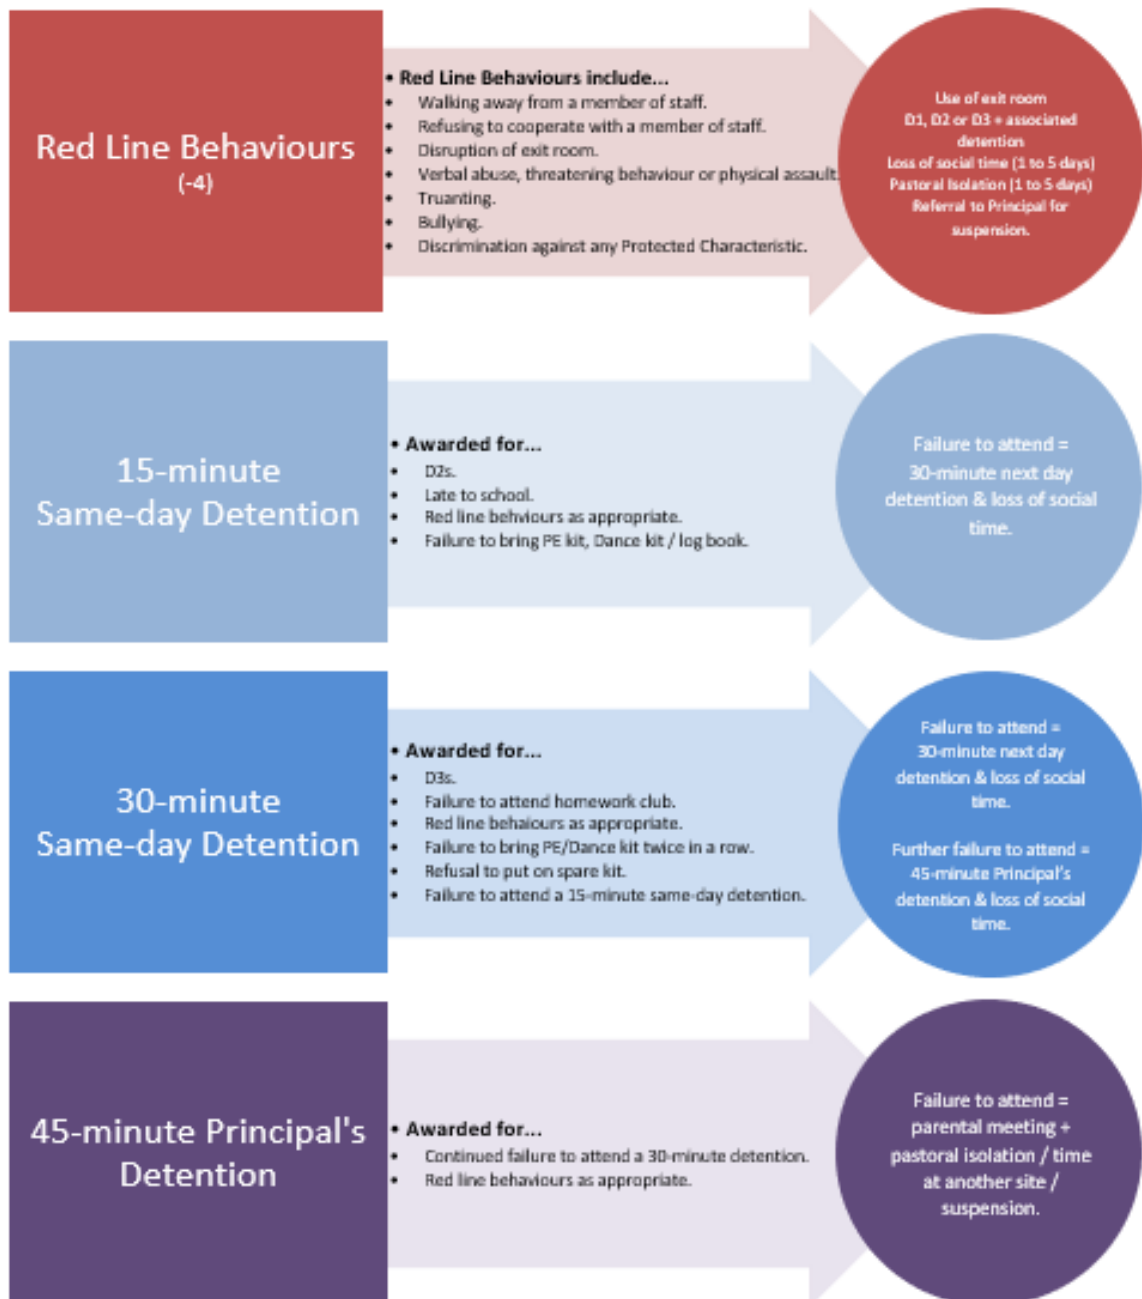 Red Line Behaviours
(-4)
• Red Line Behaviours include...
• Walking away from a member of staff.
• Refusing to cooperate with a member of staff.
• Disruption of exit room.
• Verbal abuse, threatening behaviour or physical assault.
• Truanting.
• Bullying.
• Discrimination against any Protected Characteristic.
Use of exit room
D1, D2 or D3 + associated
detention
Loss of social time (1 to 5 days)
Pastoral Isolation (1 to 5 days)
Referral to Principal for
suspension.
15-minute
Same-day Detention
• Awarded for...
• D2s.
• Late to school.
• Red line behviours as appropriate.
• Failure to bring PE kit, Dance kit / log book.
Failure to attend =
30-minute next day
detention & loss of social
time.
30-minute
Same-day Detention
• Awarded for...
• D3s.
• Failure to attend homework club.
• Red line behaiours as appropriate.
• Failure to bring PE/Dance kit twice in a row.
• Refusal to put on spare kit.
• Failure to attend a 15-minute same-day detention.
Failure to attend =
30-minute next day
detention & loss of social
time.
Further failure to attend =
45-minute Principal's
detention & loss of social
time.
45-minute Principal's
Detention
• Awarded for...
• Continued failure to attend a 30-minute detention.
• Red line behaviours as appropriate.
Failure to attend =
parental meeting +
pastoral isolation / time
at another site /
suspension.